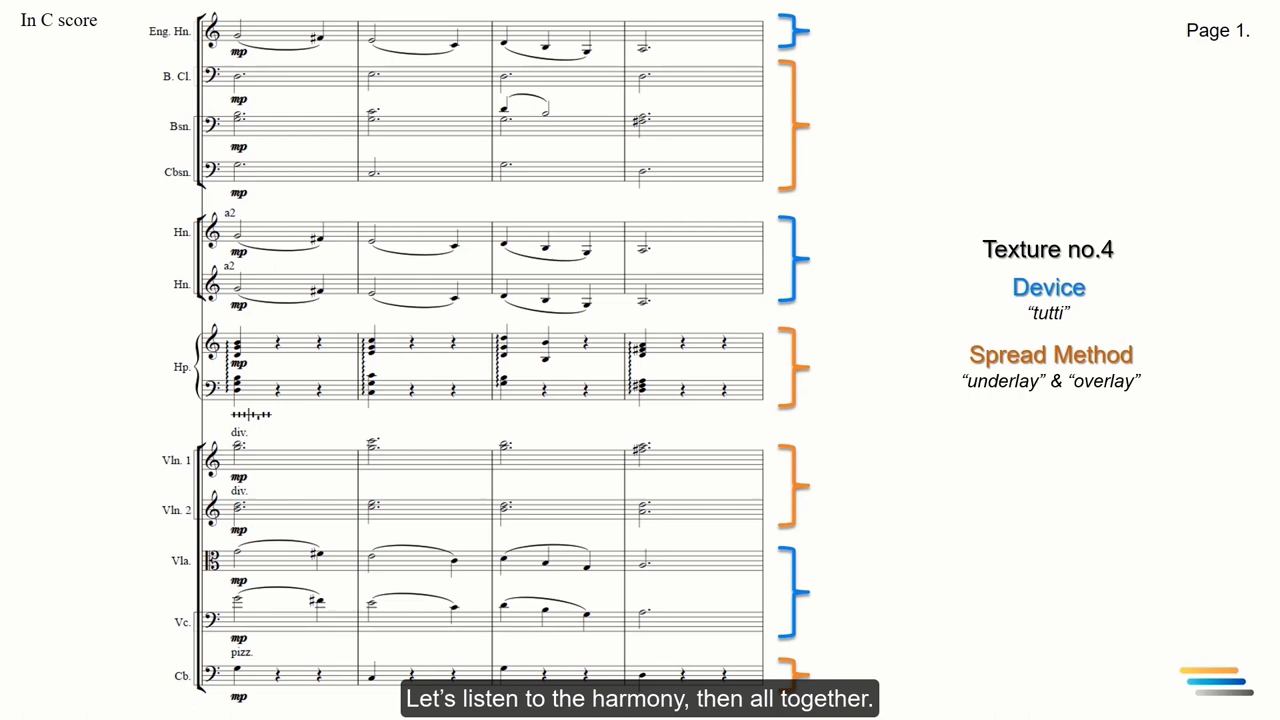 In C score
Page 1.
Eng. Hn.
mp
B. Cl.
mp
Bsn.
mp
Cbsn.
mp
a2
Hn.
mp
a2
Hn.
mp
Texture no.4
Device
“tutti”
Spread Method
“underlay” & “overlay”
Hp.
mp
div.
Vln. 1
mp
div.
Vln. 2
mp
Vla.
mp
Vc.
mp
pizz.
Cb.
mp
Let’s listen to the harmony, then all together.